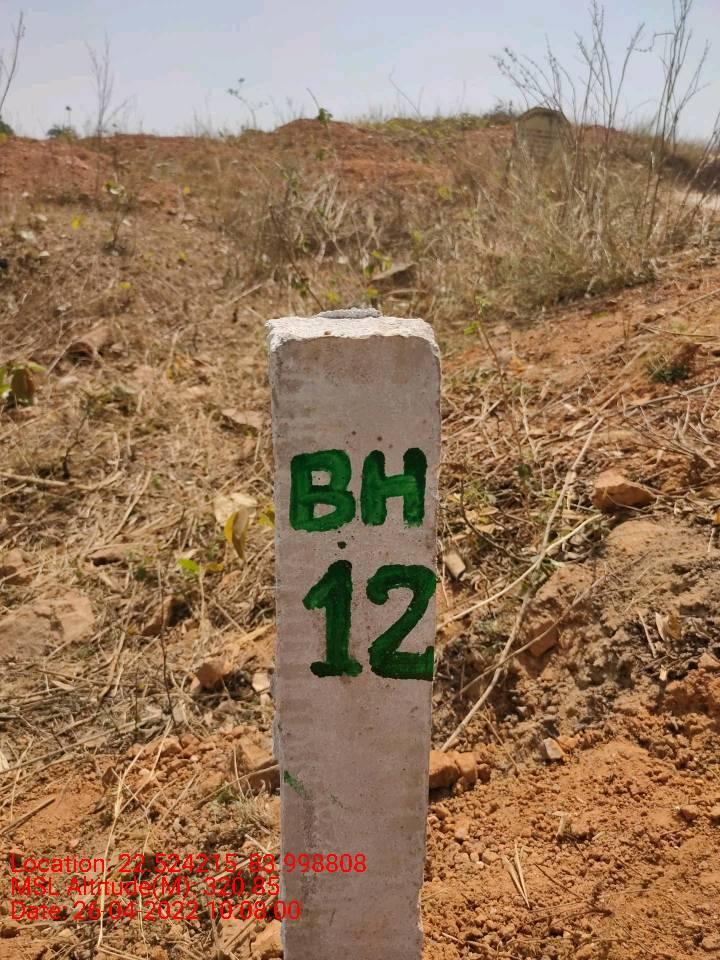 BH
12
Location: 22.524215, 83.998808
MSL Altitude(M): 320.85
Date: 26-04-2022 10:08:00